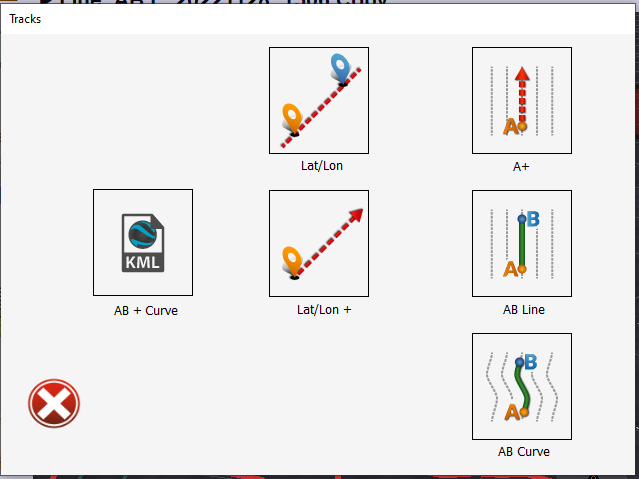 Tracks
A
Lat/Lon
A+
KML
B
A
AB + Curve
Lat/Lon +
AB Line
B
A
AB Curve